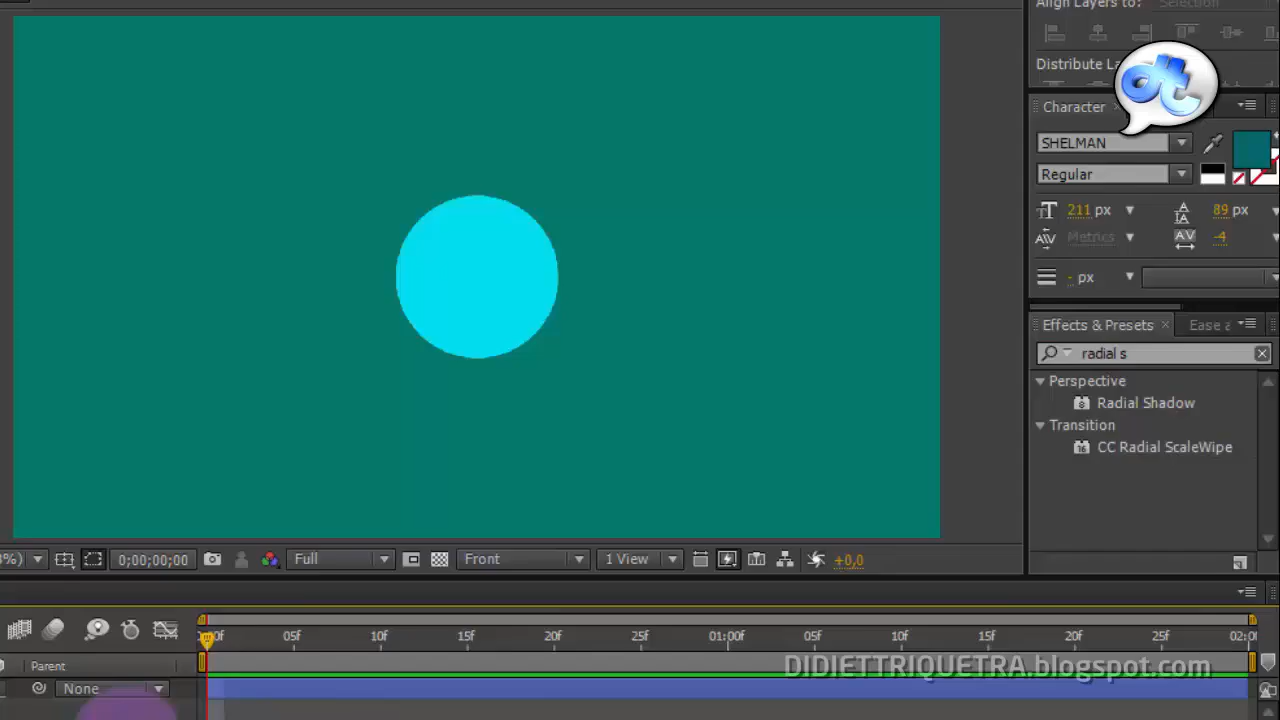 Align Layers to:
Selection
Distribute La
Character
SHELMAN
Regular
211 px
89 px
Metrics
-4
- px
Effects & Presets
Ease a
radial s
Perspective
Radial Shadow
Transition
CC Radial ScaleWipe
%)
0;00;00;00
Full
Front
1 View
+0,0
05f 10f 15f 20f 25f 01:00f 05f 10f 15f 20f 25f 02:0
Parent
DIDIETTRIQUETRA.blogspot.com
None